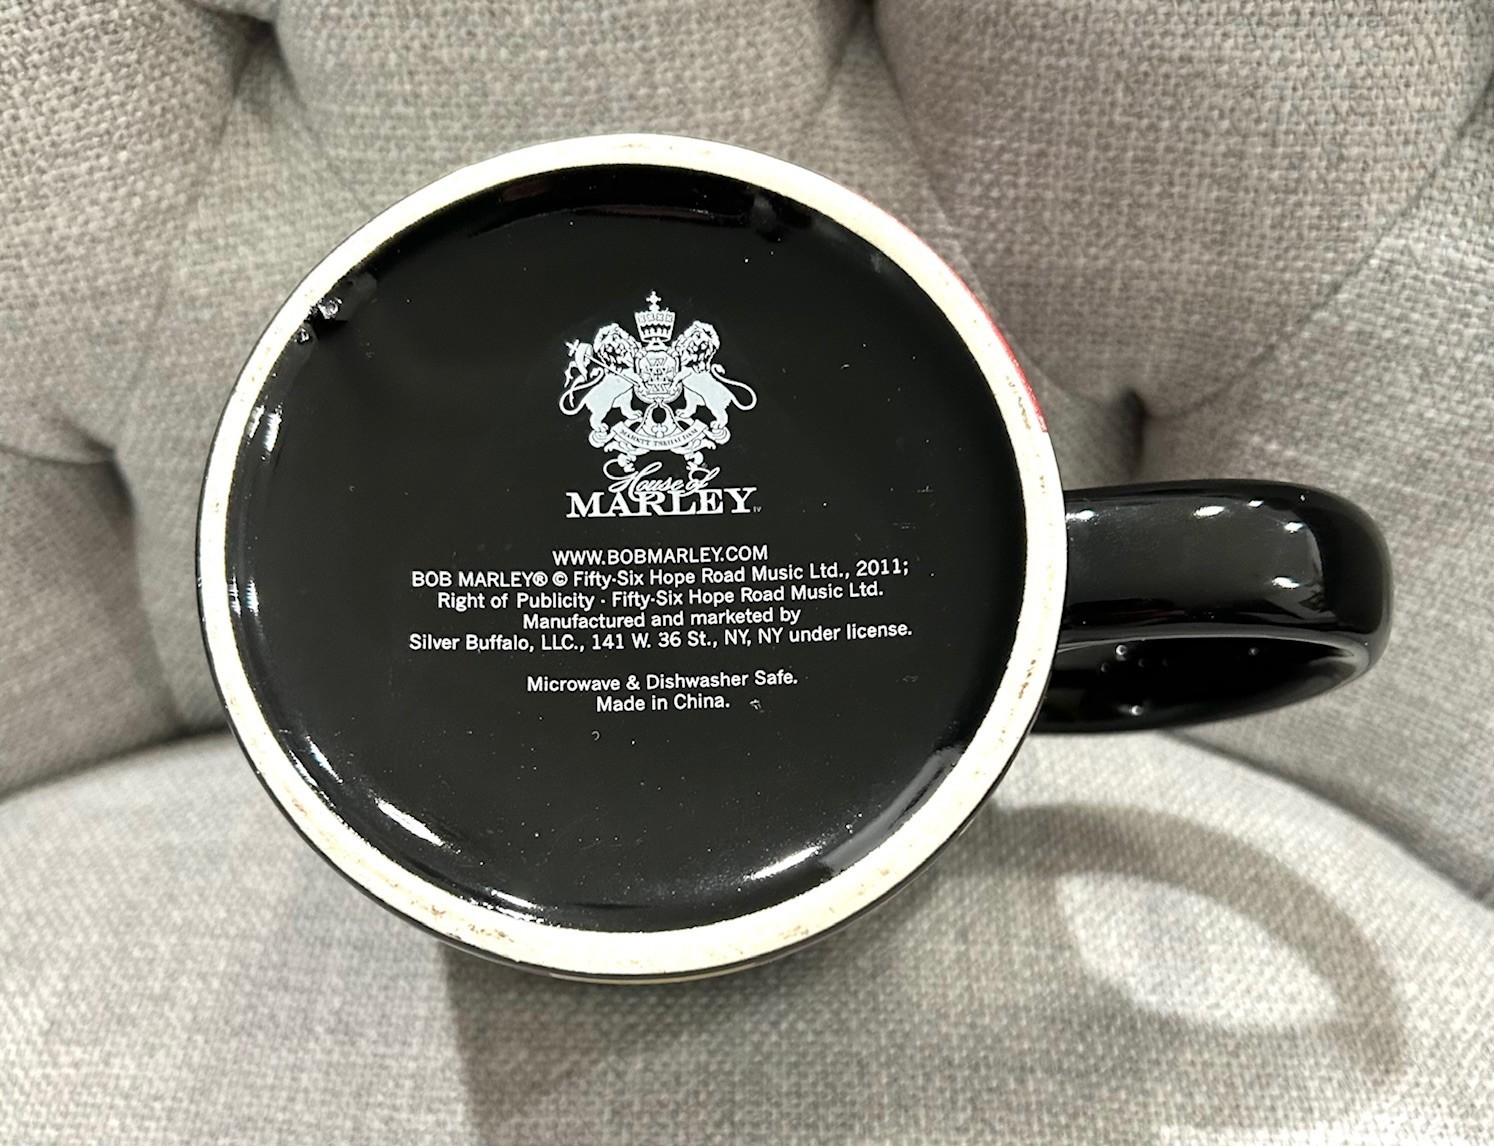 House of
MARLEY
WWW.BOBMARLEY.COM
BOB MARLEY® © Fifty-Six Hope Road Music Ltd., 2011;
Right of Publicity · Fifty-Six Hope Road Music Ltd.
Manufactured and marketed by
Silver Buffalo, LLC., 141 W. 36 St., NY, NY under license.
Microwave & Dishwasher Safe.
Made in China.